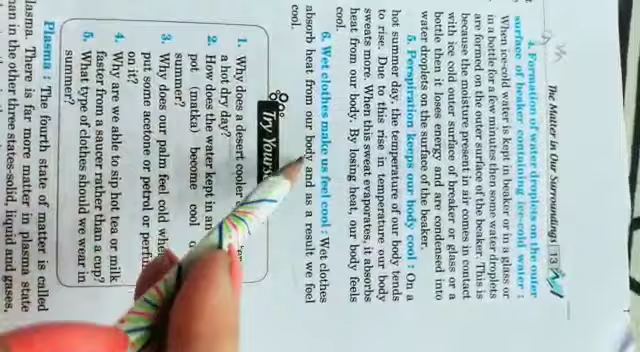 The Matter in Our Surroundings 13
4. Formation of water droplets on the outer
surface of beaker containing ice-cold water :
When ice-cold water is kept in beaker or in a glass or
in a bottle for a few minutes then some water droplets
are formed on the outer surface of the beaker. This is
because the moisture present in air comes in contact
with ice cold outer surface of breaker or glass or a
bottle then it loses energy and are condensed into
water droplets on the surface of the beaker.
5. Perspiration keeps our body cool : On a
hot summer day, the temperature of our body tends
to rise. Due to this rise in temperature our body
sweats more. When this sweat evaporates, it absorbs
heat from our body. By losing heat, our body feels
cool.
6. Wet clothes make us feel cool : Wet clothes
absorb heat from our body and as a result we feel
cool.
Try Yours
1. Why does a desert cooler
a hot dry day?
2. How does the water kept in an
pot (matka) become cool
summer?
3. Why does our palm feel cold whe
put some acetone or petrol or perfu
on it?
4. Why are we able to sip hot tea or milk
faster from a saucer rather than a cup?
5. What type of clothes should we wear in
summer?
Plasma : The fourth state of matter is called
lasma. There is far more matter in plasma state
han in the other three states-solid, liquid and gases.